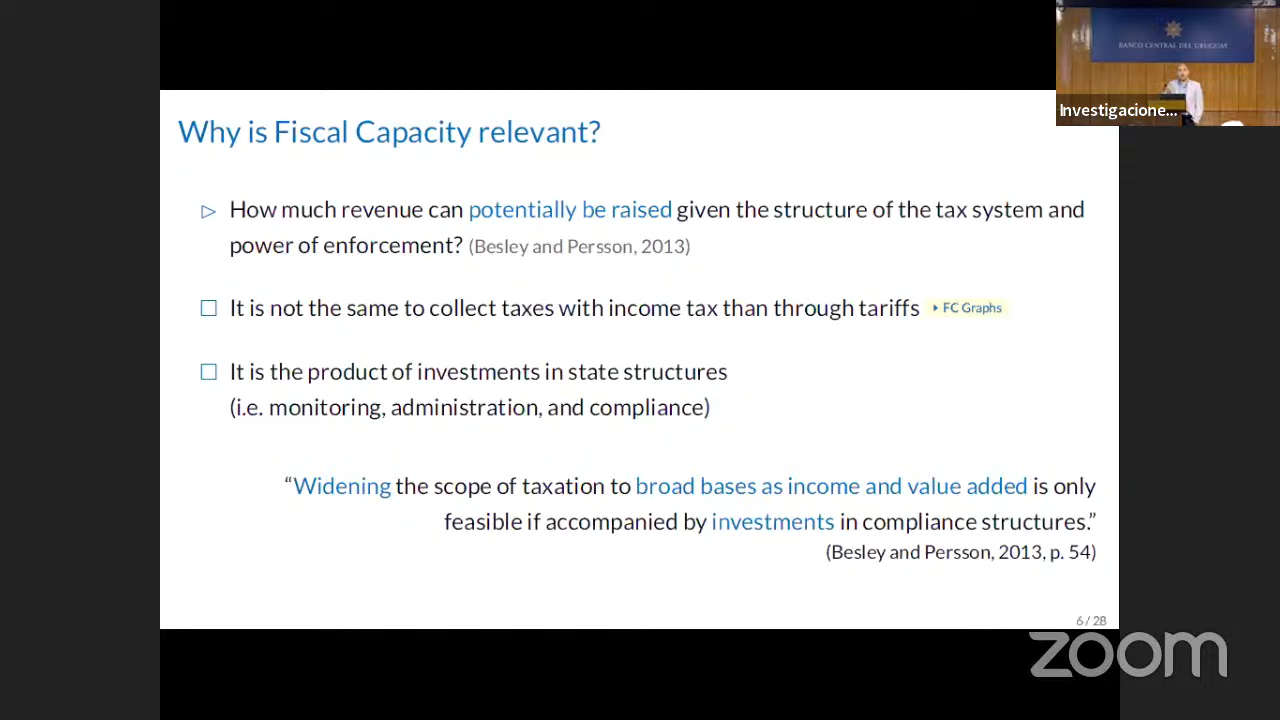 BANCO CENTRAL DEL URUGUAY
Investigacione...
Why is Fiscal Capacity relevant?
▷ How much revenue can potentially be raised given the structure of the tax system and
power of enforcement? (Besley and Persson, 2013)
□ It is not the same to collect taxes with income tax than through tariffs ▸ FC Graphs
□ It is the product of investments in state structures
(i.e. monitoring, administration, and compliance)
“Widening the scope of taxation to broad bases as income and value added is only
feasible if accompanied by investments in compliance structures.”
(Besley and Persson, 2013, p. 54)
6 / 28
zoom